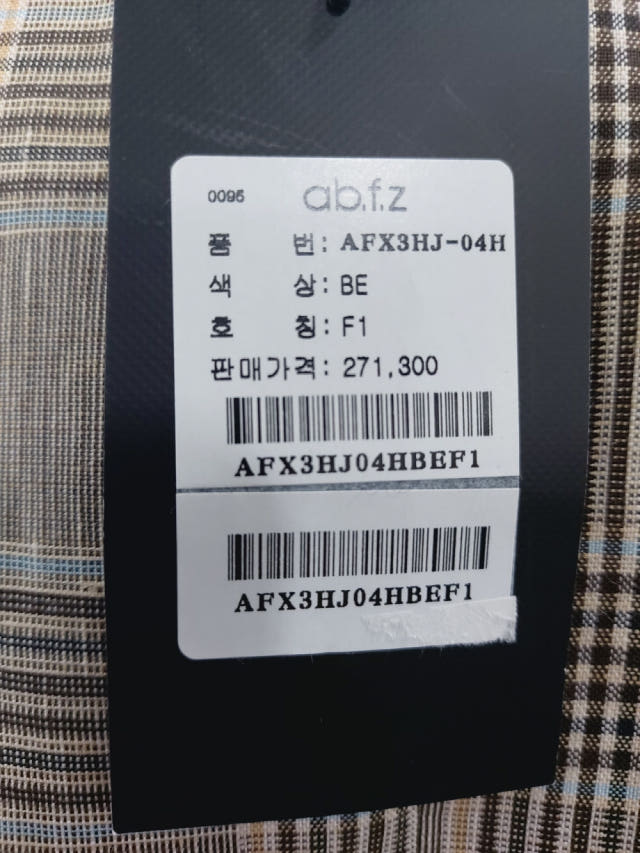 0095 ab.f.z
품 번: AFX3HJ-04H
색 상: BE
호 칭: F1
판매가격: 271,300
AFX3HJ04HBEF1
AFX3HJ04HBEF1